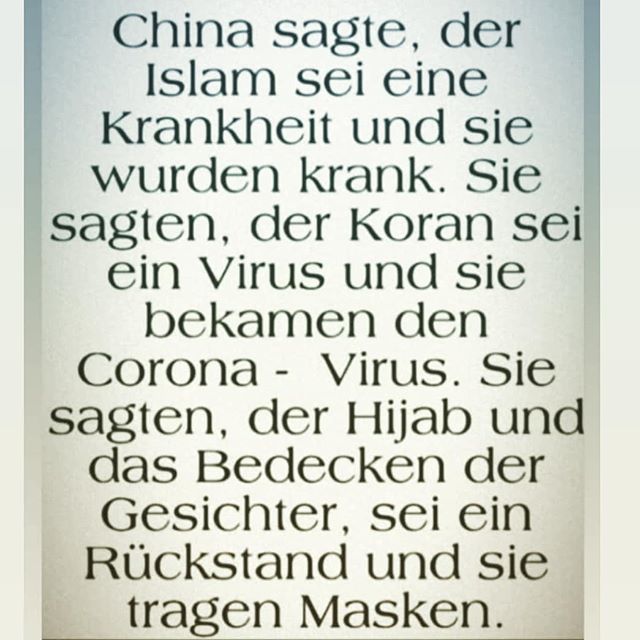 China sagte, der
Islam sei eine
Krankheit und sie
wurden krank. Sie
sagten, der Koran sei
ein Virus und sie
bekamen den
Corona - Virus. Sie
sagten, der Hijab und
das Bedecken der
Gesichter, sei ein
Rückstand und sie
tragen Masken.